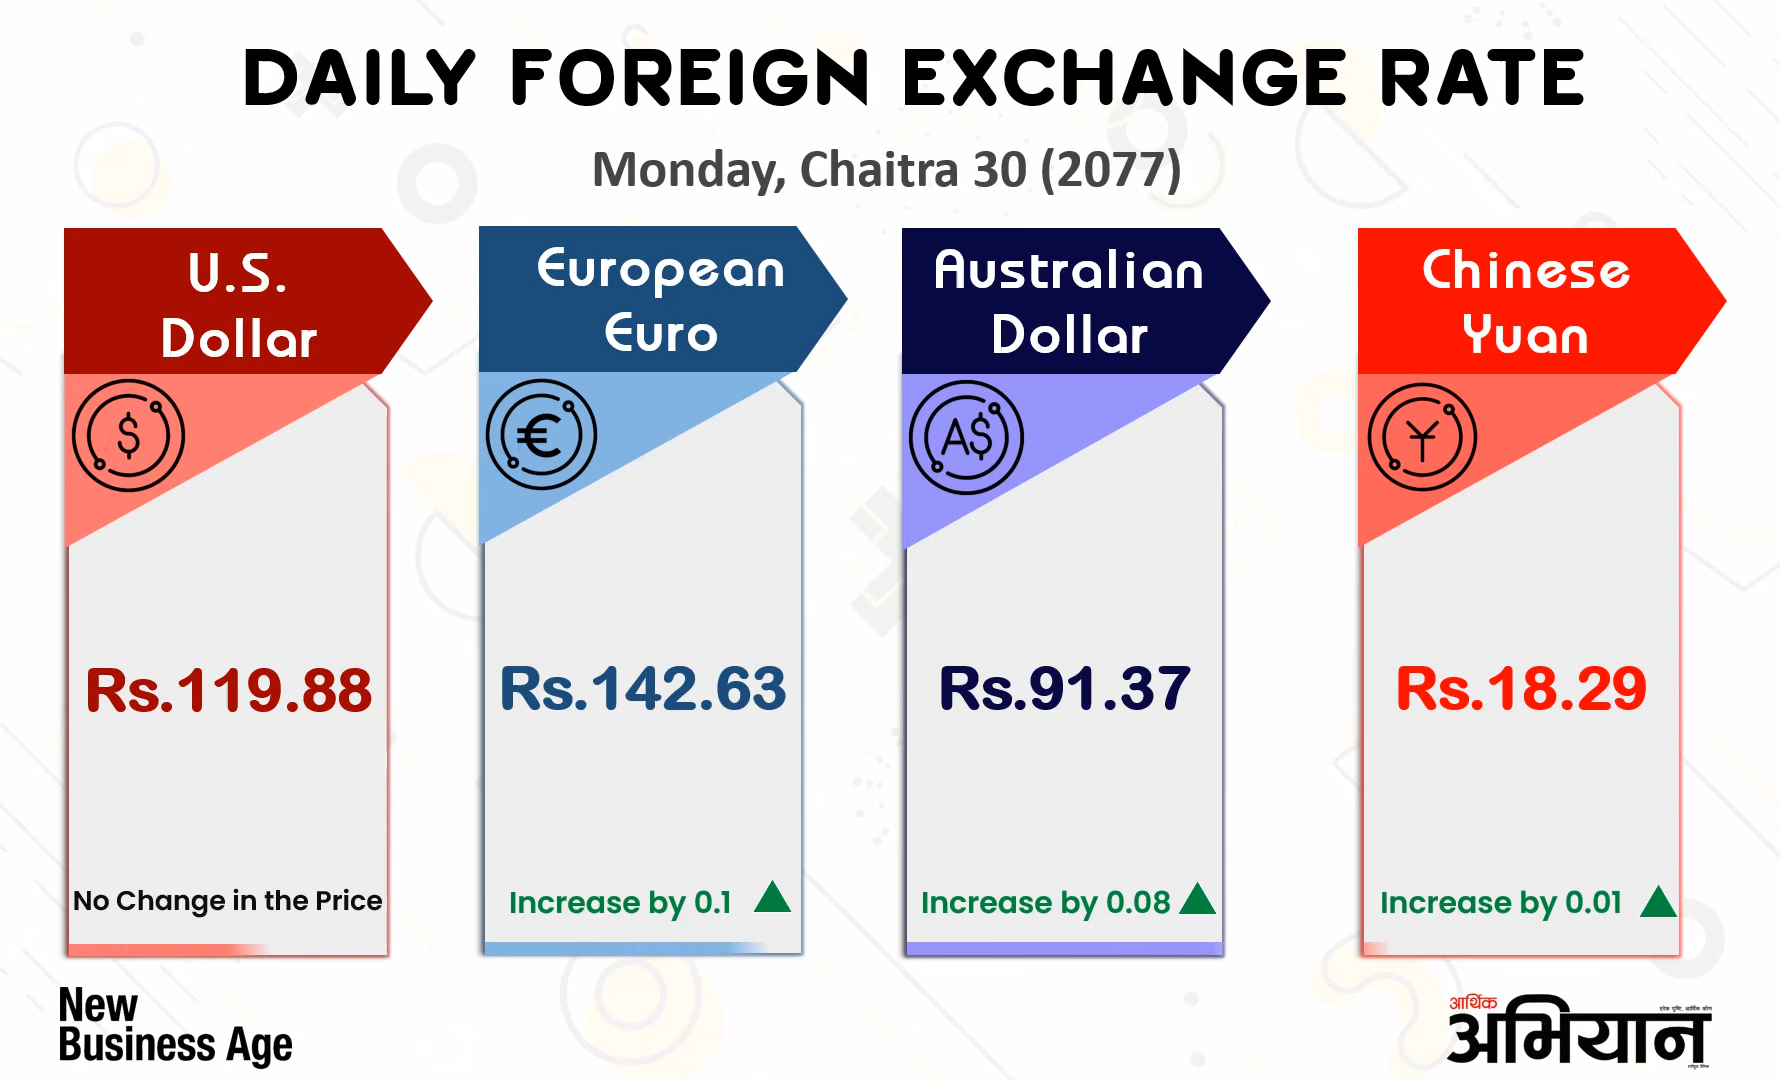 DAILY FOREIGN EXCHANGE RATE
Monday, Chaitra 30 (2077)
U.S.
Dollar
$
Rs.119.88
No Change in the Price
European
Euro
€
Rs.142.63
Increase by 0.1
Australian
Dollar
A$
Rs.91.37
Increase by 0.08
Chinese
Yuan
Rs.18.29
Increase by 0.01
New
Business Age
आर्थिक
अभियान